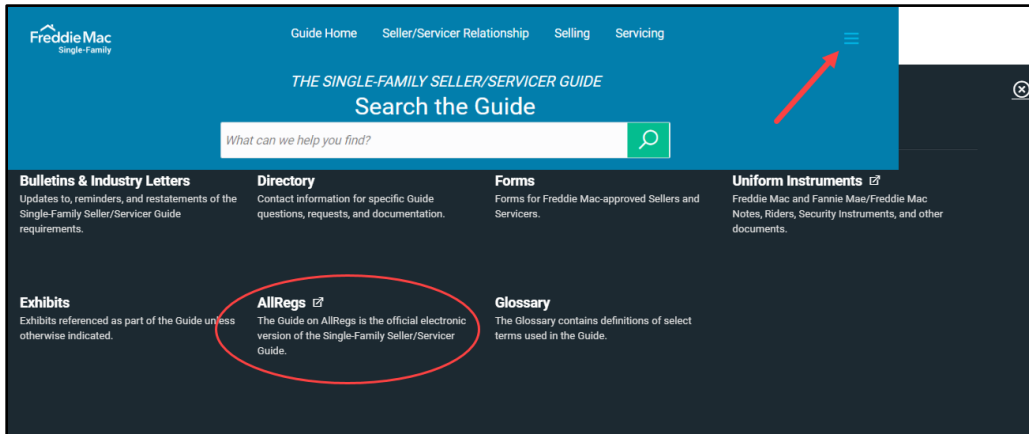 Freddie Mac
Single-Family
Guide Home Seller/Servicer Relationship Selling Servicing
THE SINGLE-FAMILY SELLER/SERVICER GUIDE
Search the Guide
What can we help you find?
Bulletins & Industry Letters
Updates to, reminders, and restatements of the
Single-Family Seller/Servicer Guide
requirements.
Directory
Contact information for specific Guide
questions, requests, and documentation.
Forms
Forms for Freddie Mac-approved Sellers and
Servicers.
Uniform Instruments
Freddie Mac and Fannie Mae/Freddie Mac
Notes, Riders, Security Instruments, and other
documents.
Exhibits
Exhibits referenced as part of the Guide unless
otherwise indicated.
AllRegs
The Guide on AllRegs is the official electronic
version of the Single-Family Seller/Servicer
Guide.
Glossary
The Glossary contains definitions of select
terms used in the Guide.